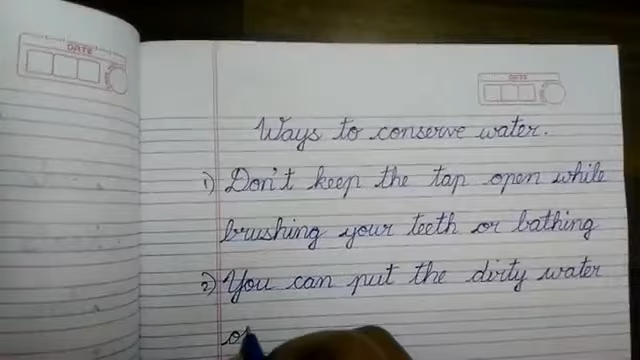 DATE
DATE
Ways to conserve water.
1) Don't keep the tap open while
brushing your teeth or bathing
2) You can put the dirty water